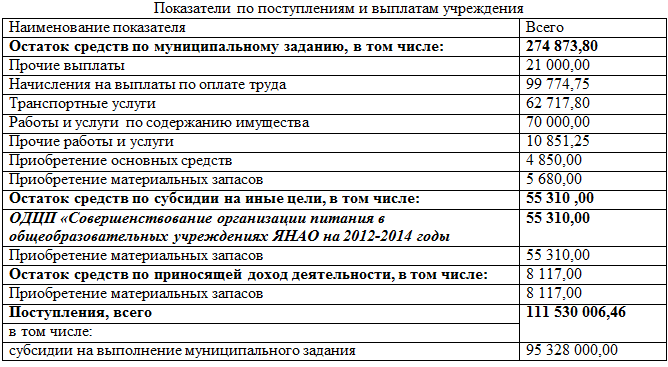 Показатели по поступлениям и выплатам учреждения
Наименование показателя Всего
Остаток средств по муниципальному заданию, в том числе: 274 873,80
Прочие выплаты 21 000,00
Начисления на выплаты по оплате труда 99 774,75
Транспортные услуги 62 717,80
Работы и услуги по содержанию имущества 70 000,00
Прочие работы и услуги 10 851,25
Приобретение основных средств 4 850,00
Приобретение материальных запасов 5 680,00
Остаток средств по субсидии на иные цели, в том числе: 55 310 ,00
ОДЦП «Совершенствование организации питания в 55 310,00
общеобразовательных учреждениях ЯНАО на 2012-2014 годы
Приобретение материальных запасов 55 310,00
Остаток средств по приносящей доход деятельности, в том числе: 8 117,00
Приобретение материальных запасов 8 117,00
Поступления, всего 111 530 006,46
в том числе:
субсидии на выполнение муниципального задания 95 328 000,00